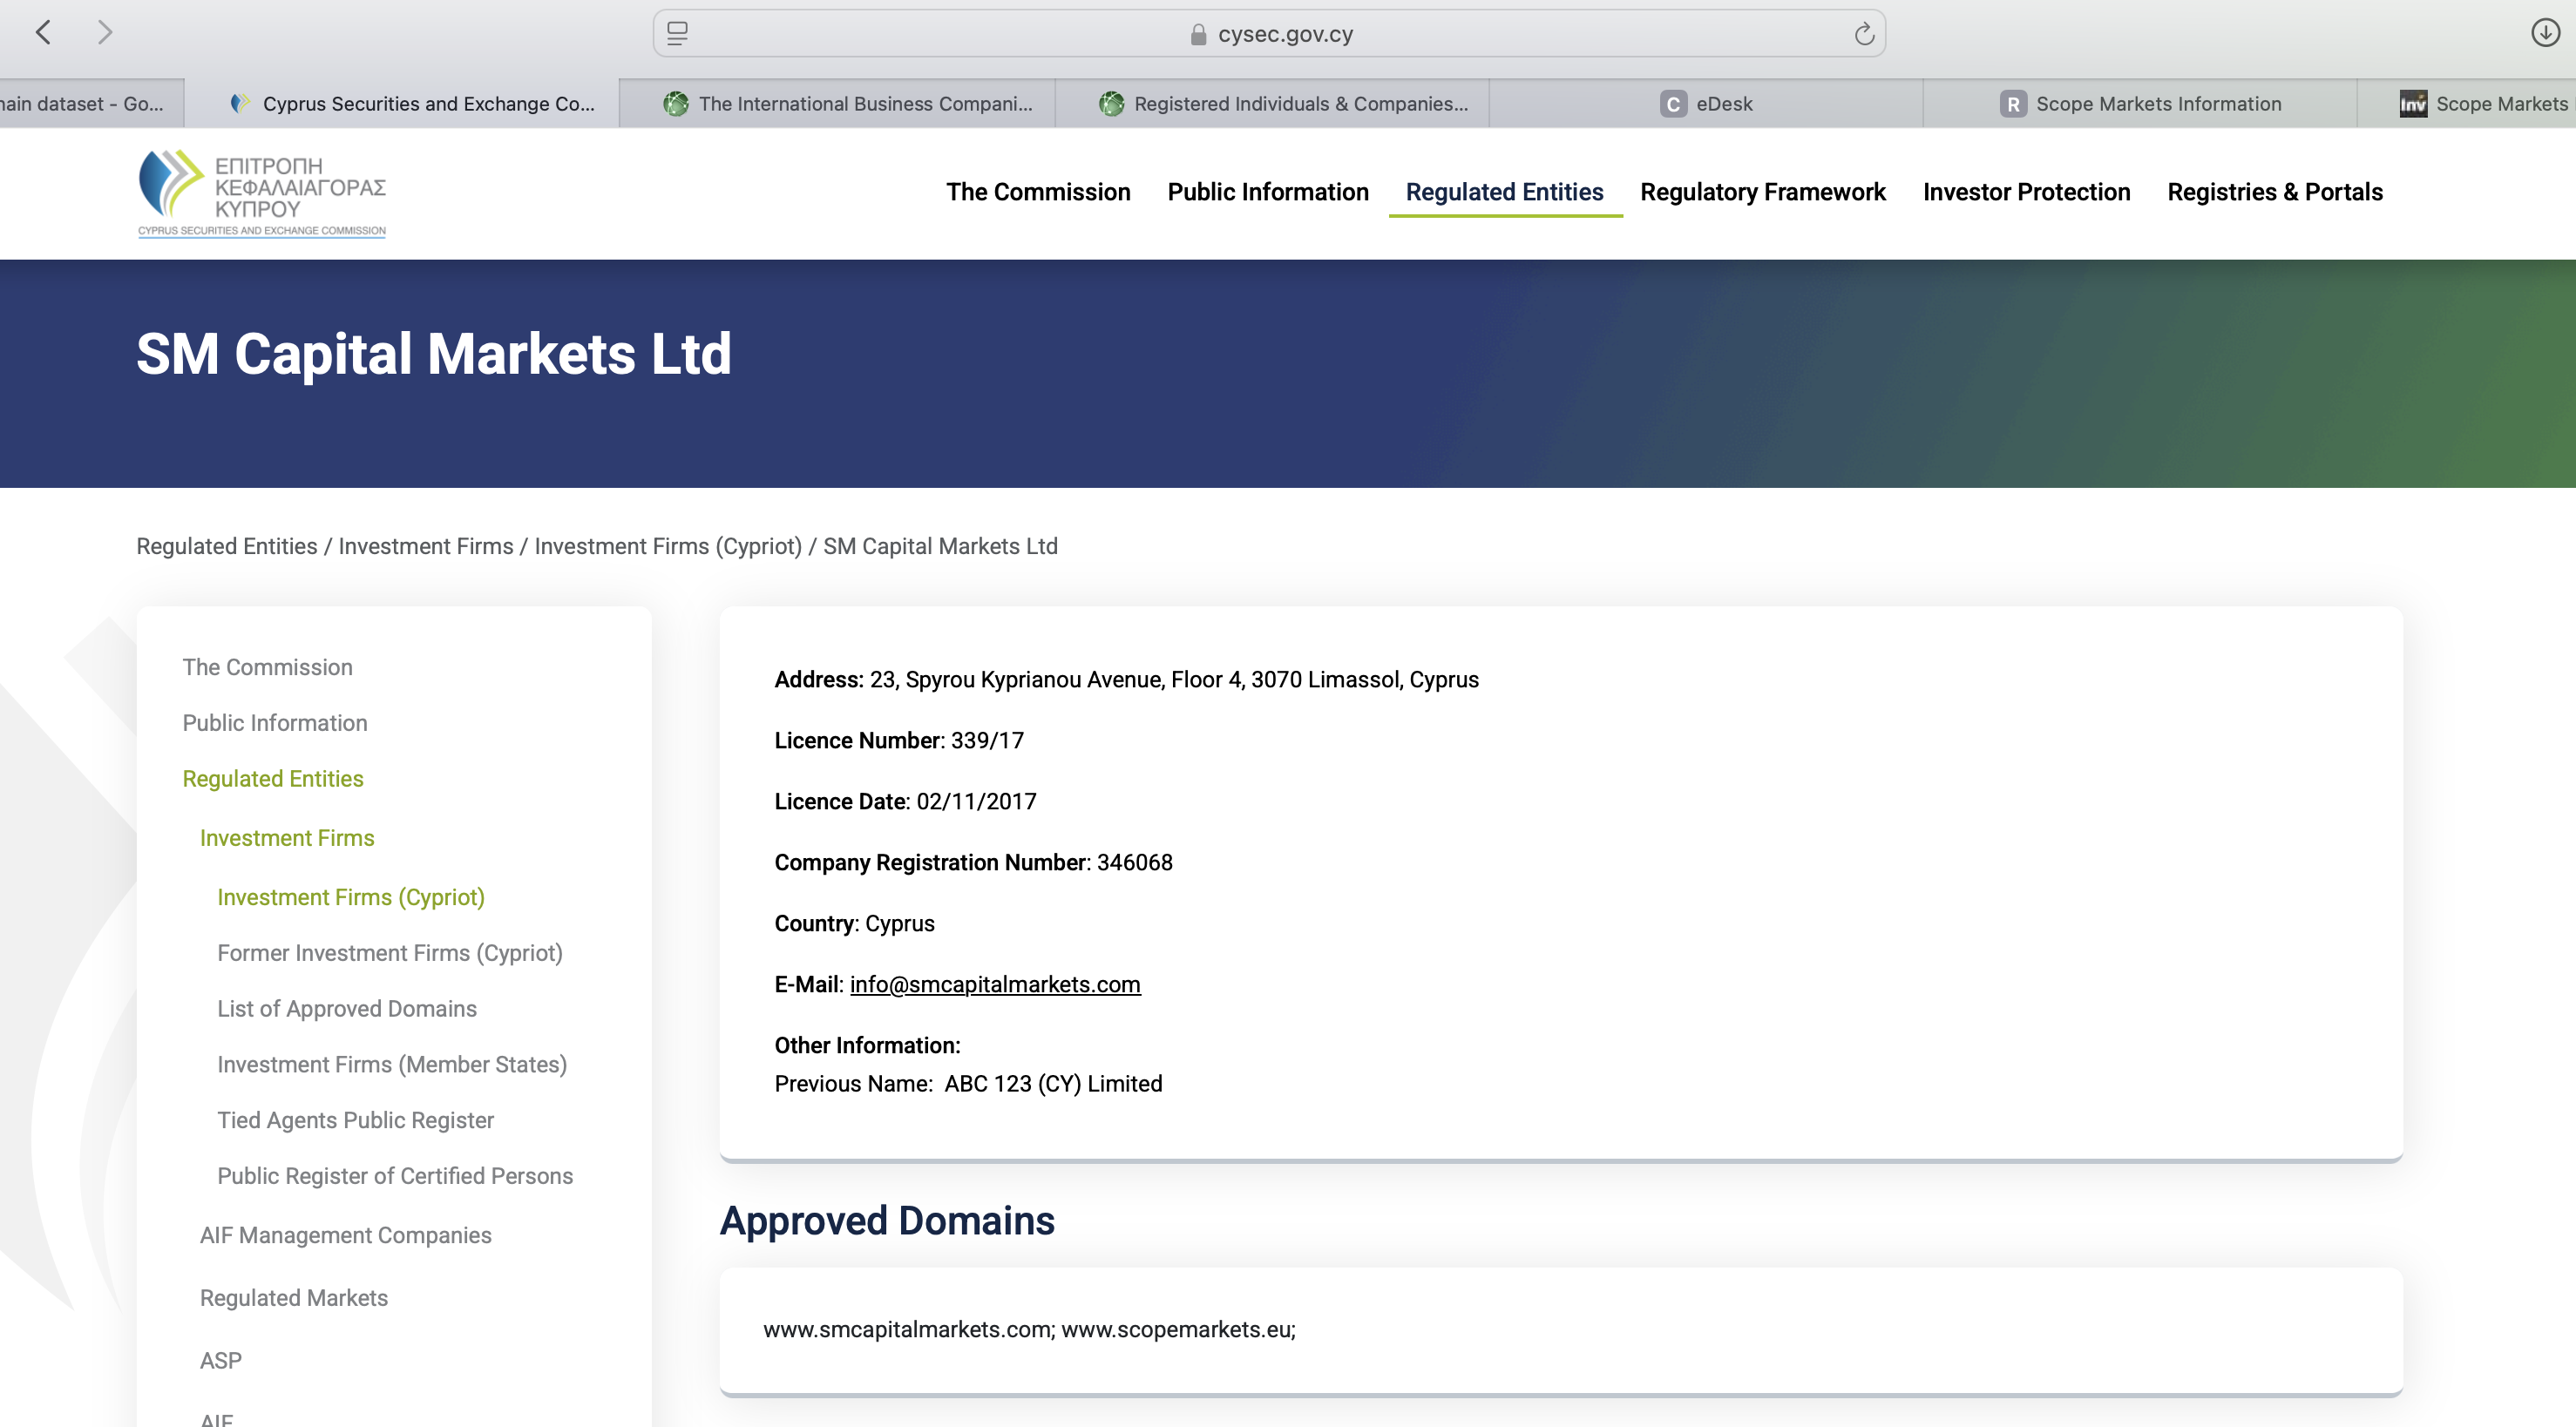 cysec.gov.cy
ain dataset - Go...
Cyprus Securities and Exchange Co...
The International Business Compani...
Registered Individuals & Companies...
C eDesk
R Scope Markets Information
Inv Scope Markets
ΕΠΙΤΡΟΠΗ
ΚΕΦΑΛΑΙΑΓΟΡΑΣ
ΚΥΠΡΟΥ
CYPRUS SECURITIES AND EXCHANGE COMMISSION
The Commission
Public Information
Regulated Entities
Regulatory Framework
Investor Protection
Registries & Portals
SM Capital Markets Ltd
Regulated Entities / Investment Firms / Investment Firms (Cypriot) / SM Capital Markets Ltd
The Commission
Public Information
Regulated Entities
Investment Firms
Investment Firms (Cypriot)
Former Investment Firms (Cypriot)
List of Approved Domains
Investment Firms (Member States)
Tied Agents Public Register
Public Register of Certified Persons
AIF Management Companies
Regulated Markets
ASP
AIF
Address: 23, Spyrou Kyprianou Avenue, Floor 4, 3070 Limassol, Cyprus
Licence Number: 339/17
Licence Date: 02/11/2017
Company Registration Number: 346068
Country: Cyprus
E-Mail: info@smcapitalmarkets.com
Other Information:
Previous Name: ABC 123 (CY) Limited
Approved Domains
www.smcapitalmarkets.com; www.scopemarkets.eu;